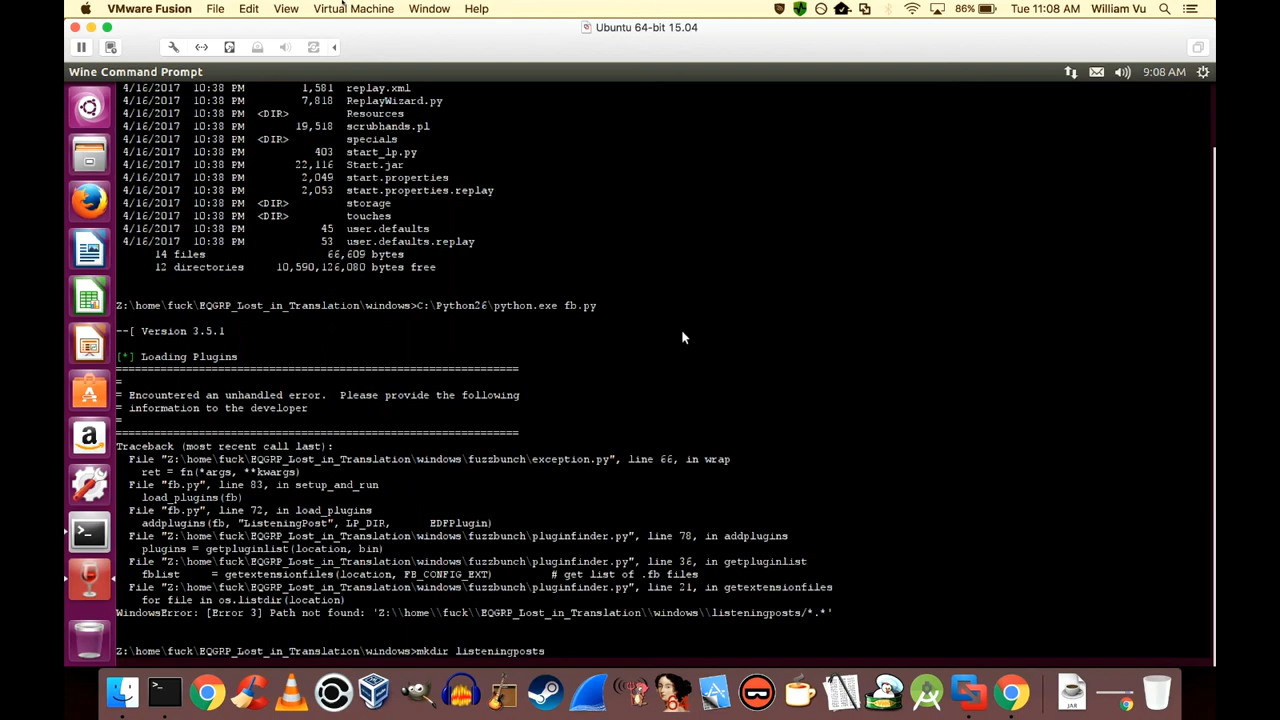 VMware Fusion File Edit View Virtual Machine Window Help 86% Tue 11:08 AM William Vu
Ubuntu 64-bit 15.04
Wine Command Prompt 9:08 AM
4/16/2017 10:38 PM 1,581 replay.xml
4/16/2017 10:38 PM 7,818 ReplayWizard.py
4/16/2017 10:38 PM <DIR> Resources
4/16/2017 10:38 PM 19,518 scrubhands.pl
4/16/2017 10:38 PM <DIR> specials
4/16/2017 10:38 PM 403 start_lp.py
4/16/2017 10:38 PM 22,116 Start.jar
4/16/2017 10:38 PM 2,049 start.properties
4/16/2017 10:38 PM 2,053 start.properties.replay
4/16/2017 10:38 PM <DIR> storage
4/16/2017 10:38 PM <DIR> touches
4/16/2017 10:38 PM 45 user.defaults
4/16/2017 10:38 PM 53 user.defaults.replay
14 files 66,609 bytes
12 directories 10,590,126,080 bytes free
Z:\home\fuck\EQGRP_Lost_in_Translation\windows>C:\Python26\python.exe fb.py
--[ Version 3.5.1
[*] Loading Plugins
===============================================================
=
= Encountered an unhandled error. Please provide the following
= information to the developer
=
===============================================================
Traceback (most recent call last):
File "Z:\home\fuck\EQGRP_Lost_in_Translation\windows\fuzzbunch\exception.py", line 66, in wrap
ret = fn(*args, **kwargs)
File "fb.py", line 83, in setup_and_run
load_plugins(fb)
File "fb.py", line 72, in load_plugins
addplugins(fb, "ListeningPost", LP_DIR, EDFPlugin)
File "Z:\home\fuck\EQGRP_Lost_in_Translation\windows\fuzzbunch\pluginfinder.py", line 78, in addplugins
plugins = getpluginlist(location, bin)
File "Z:\home\fuck\EQGRP_Lost_in_Translation\windows\fuzzbunch\pluginfinder.py", line 36, in getpluginlist
fblist = getextensionfiles(location, FB_CONFIG_EXT) # get list of .fb files
File "Z:\home\fuck\EQGRP_Lost_in_Translation\windows\fuzzbunch\pluginfinder.py", line 21, in getextensionfiles
for file in os.listdir(location)
WindowsError: [Error 3] Path not found: 'Z:\\home\\fuck\\EQGRP_Lost_in_Translation\\windows\\listeningposts/*.*'
Z:\home\fuck\EQGRP_Lost_in_Translation\windows>mkdir listeningposts
JAR